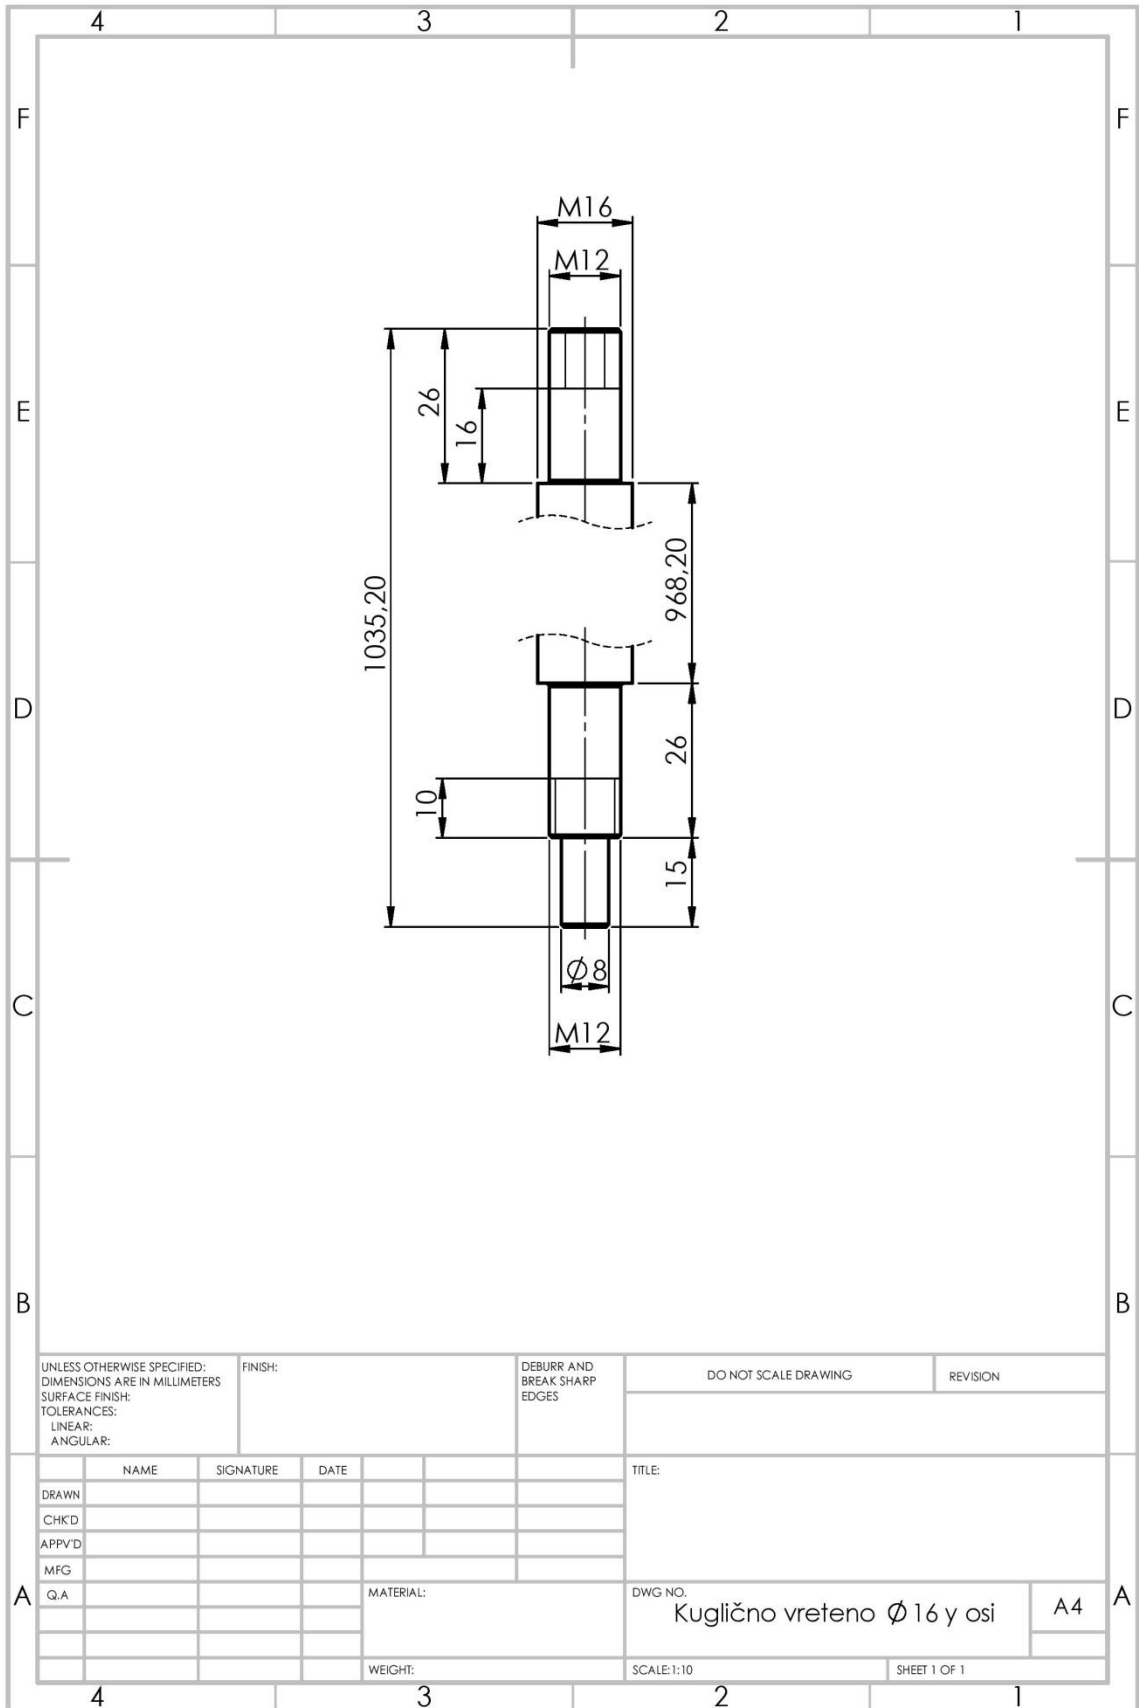 4 3 2 1
F F
M16
M12
26
16
E E
1035,20
968,20
D D
26
10
15
Ø8
C C
M12
B B
UNLESS OTHERWISE SPECIFIED:
DIMENSIONS ARE IN MILLIMETERS
SURFACE FINISH:
TOLERANCES:
LINEAR:
ANGULAR:
FINISH:
DEBURR AND
BREAK SHARP
EDGES
DO NOT SCALE DRAWING
REVISION
NAME SIGNATURE DATE
TITLE:
DRAWN
CHK'D
APPV'D
MFG
Q.A
MATERIAL:
DWG NO.
Kuglično vreteno Ø 16 y osi
A4
A A
WEIGHT:
SCALE:1:10
SHEET 1 OF 1
4 3 2 1